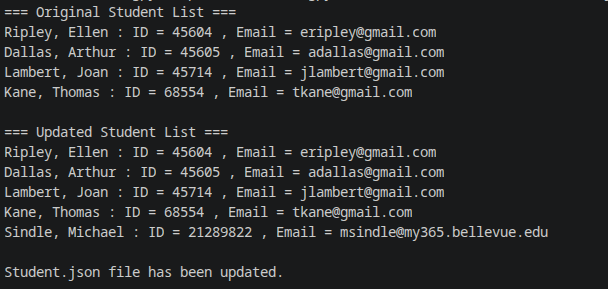 === Original Student List ===
Ripley, Ellen : ID = 45604 , Email = eripley@gmail.com
Dallas, Arthur : ID = 45605 , Email = adallas@gmail.com
Lambert, Joan : ID = 45714 , Email = jlambert@gmail.com
Kane, Thomas : ID = 68554 , Email = tkane@gmail.com

=== Updated Student List ===
Ripley, Ellen : ID = 45604 , Email = eripley@gmail.com
Dallas, Arthur : ID = 45605 , Email = adallas@gmail.com
Lambert, Joan : ID = 45714 , Email = jlambert@gmail.com
Kane, Thomas : ID = 68554 , Email = tkane@gmail.com
Sindle, Michael : ID = 21289822 , Email = msindle@my365.bellevue.edu

Student.json file has been updated.